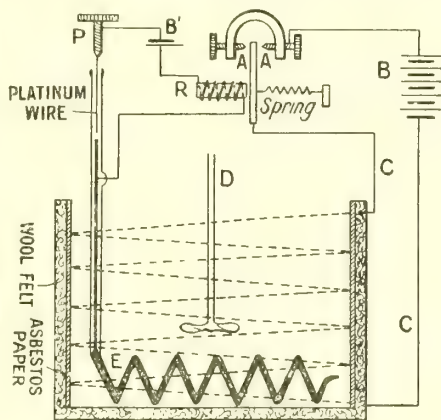 P
B'
A A
B
PLATINUM
WIRE
R
Spring
D
C
WOOL FELT
ASBESTOS
PAPER
C
E